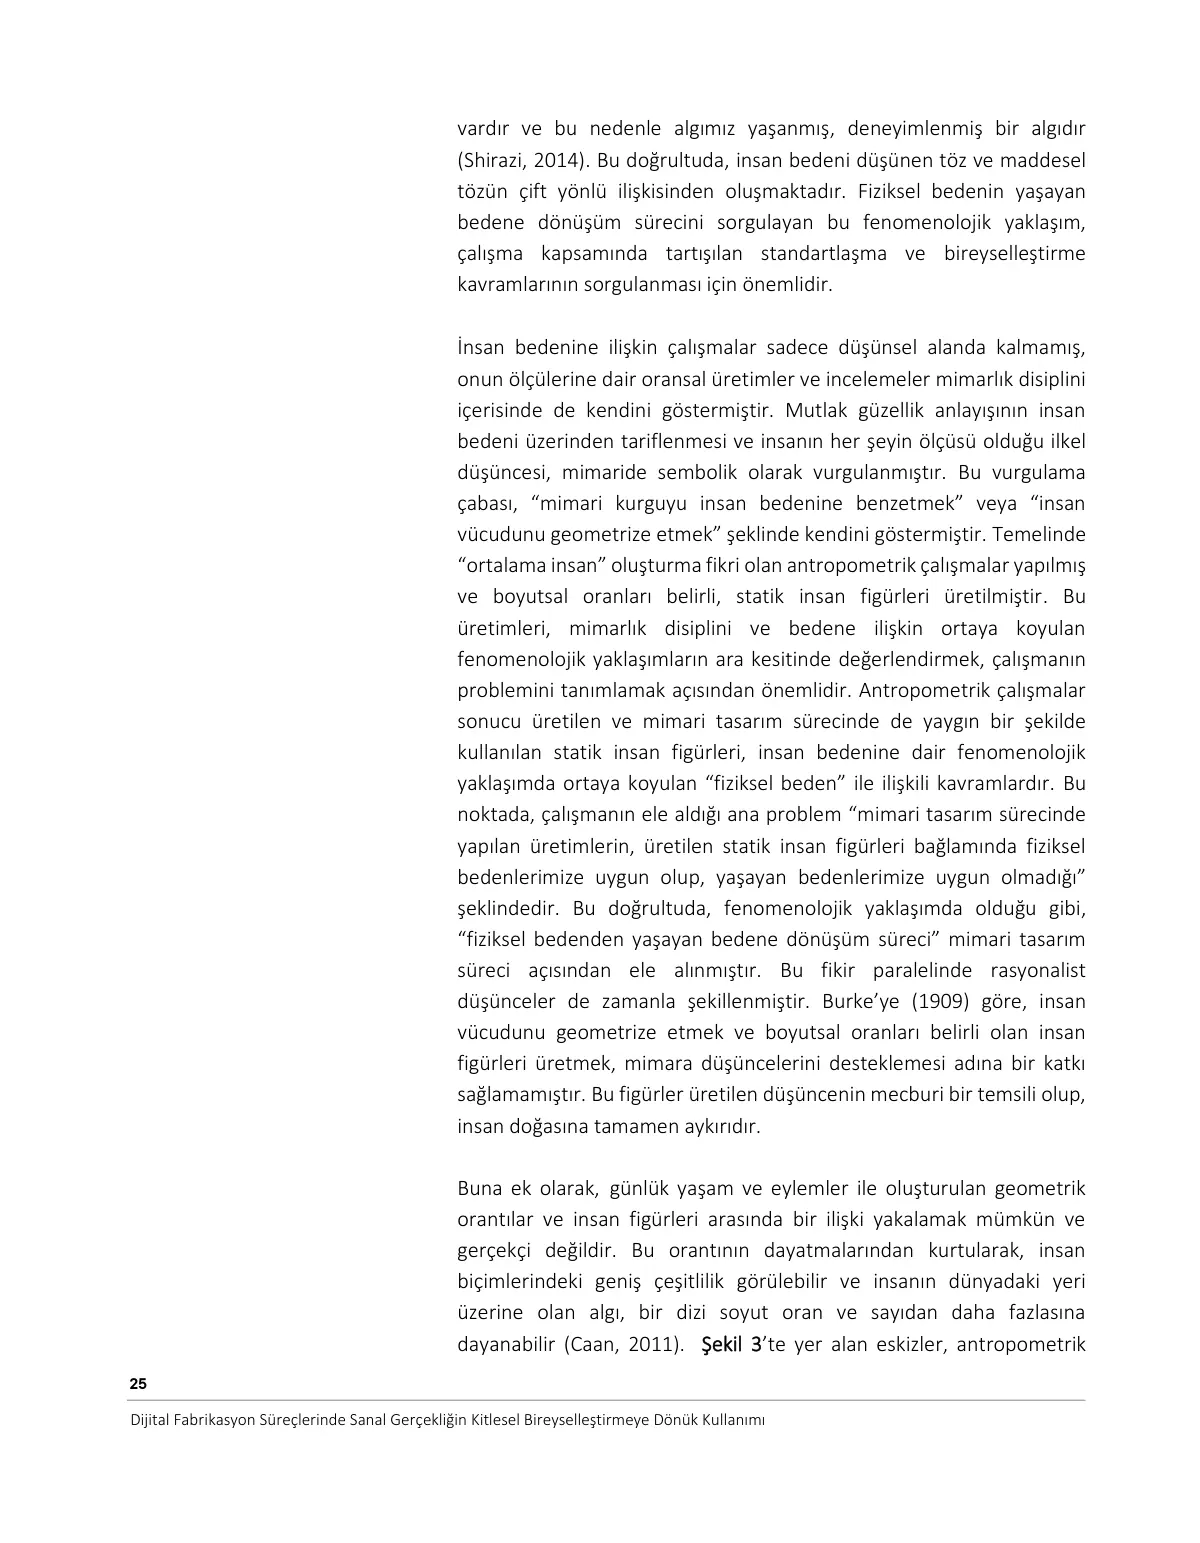 vardır ve bu nedenle algımız yaşanmış, deneyimlenmiş bir algıdır
(Shirazi, 2014). Bu doğrultuda, insan bedeni düşünen töz ve maddesel
tözün çift yönlü ilişkisinden oluşmaktadır. Fiziksel bedenin yaşayan
bedene dönüşüm sürecini sorgulayan bu fenomenolojik yaklaşım,
çalışma kapsamında tartışılan standartlaşma ve bireyselleştirme
kavramlarının sorgulanması için önemlidir.
İnsan bedenine ilişkin çalışmalar sadece düşünsel alanda kalmamış,
onun ölçülerine dair oransal üretimler ve incelemeler mimarlık disiplini
içerisinde de kendini göstermiştir. Mutlak güzellik anlayışının insan
bedeni üzerinden tariflenmesi ve insanın her şeyin ölçüsü olduğu ilkel
düşüncesi, mimaride sembolik olarak vurgulanmıştır. Bu vurgulama
çabası, “mimari kurguyu insan bedenine benzetmek” veya “insan
vücudunu geometrize etmek” şeklinde kendini göstermiştir. Temelinde
“ortalama insan” oluşturma fikri olan antropometrik çalışmalar yapılmış
ve boyutsal oranları belirli, statik insan figürleri üretilmiştir. Bu
üretimleri, mimarlık disiplini ve bedene ilişkin ortaya koyulan
fenomenolojik yaklaşımların ara kesitinde değerlendirmek, çalışmanın
problemini tanımlamak açısından önemlidir. Antropometrik çalışmalar
sonucu üretilen ve mimari tasarım sürecinde de yaygın bir şekilde
kullanılan statik insan figürleri, insan bedenine dair fenomenolojik
yaklaşımda ortaya koyulan “fiziksel beden” ile ilişkili kavramlardır. Bu
noktada, çalışmanın ele aldığı ana problem “mimari tasarım sürecinde
yapılan üretimlerin, üretilen statik insan figürleri bağlamında fiziksel
bedenlerimize uygun olup, yaşayan bedenlerimize uygun olmadığı”
şeklindedir. Bu doğrultuda, fenomenolojik yaklaşımda olduğu gibi,
“fiziksel bedenden yaşayan bedene dönüşüm süreci” mimari tasarım
süreci açısından ele alınmıştır. Bu fikir paralelinde rasyonalist
düşünceler de zamanla şekillenmiştir. Burke’ye (1909) göre, insan
vücudunu geometrize etmek ve boyutsal oranları belirli olan insan
figürleri üretmek, mimara düşüncelerini desteklemesi adına bir katkı
sağlamamıştır. Bu figürler üretilen düşüncenin mecburi bir temsili olup,
insan doğasına tamamen aykırıdır.
Buna ek olarak, günlük yaşam ve eylemler ile oluşturulan geometrik
orantılar ve insan figürleri arasında bir ilişki yakalamak mümkün ve
gerçekçi değildir. Bu orantının dayatmalarından kurtularak, insan
biçimlerindeki geniş çeşitlilik görülebilir ve insanın dünyadaki yeri
üzerine olan algı, bir dizi soyut oran ve sayıdan daha fazlasına
dayanabilir (Caan, 2011). Şekil 3’te yer alan eskizler, antropometrik
25
Dijital Fabrikasyon Süreçlerinde Sanal Gerçekliğin Kitlesel Bireyselleştirmeye Dönük Kullanımı